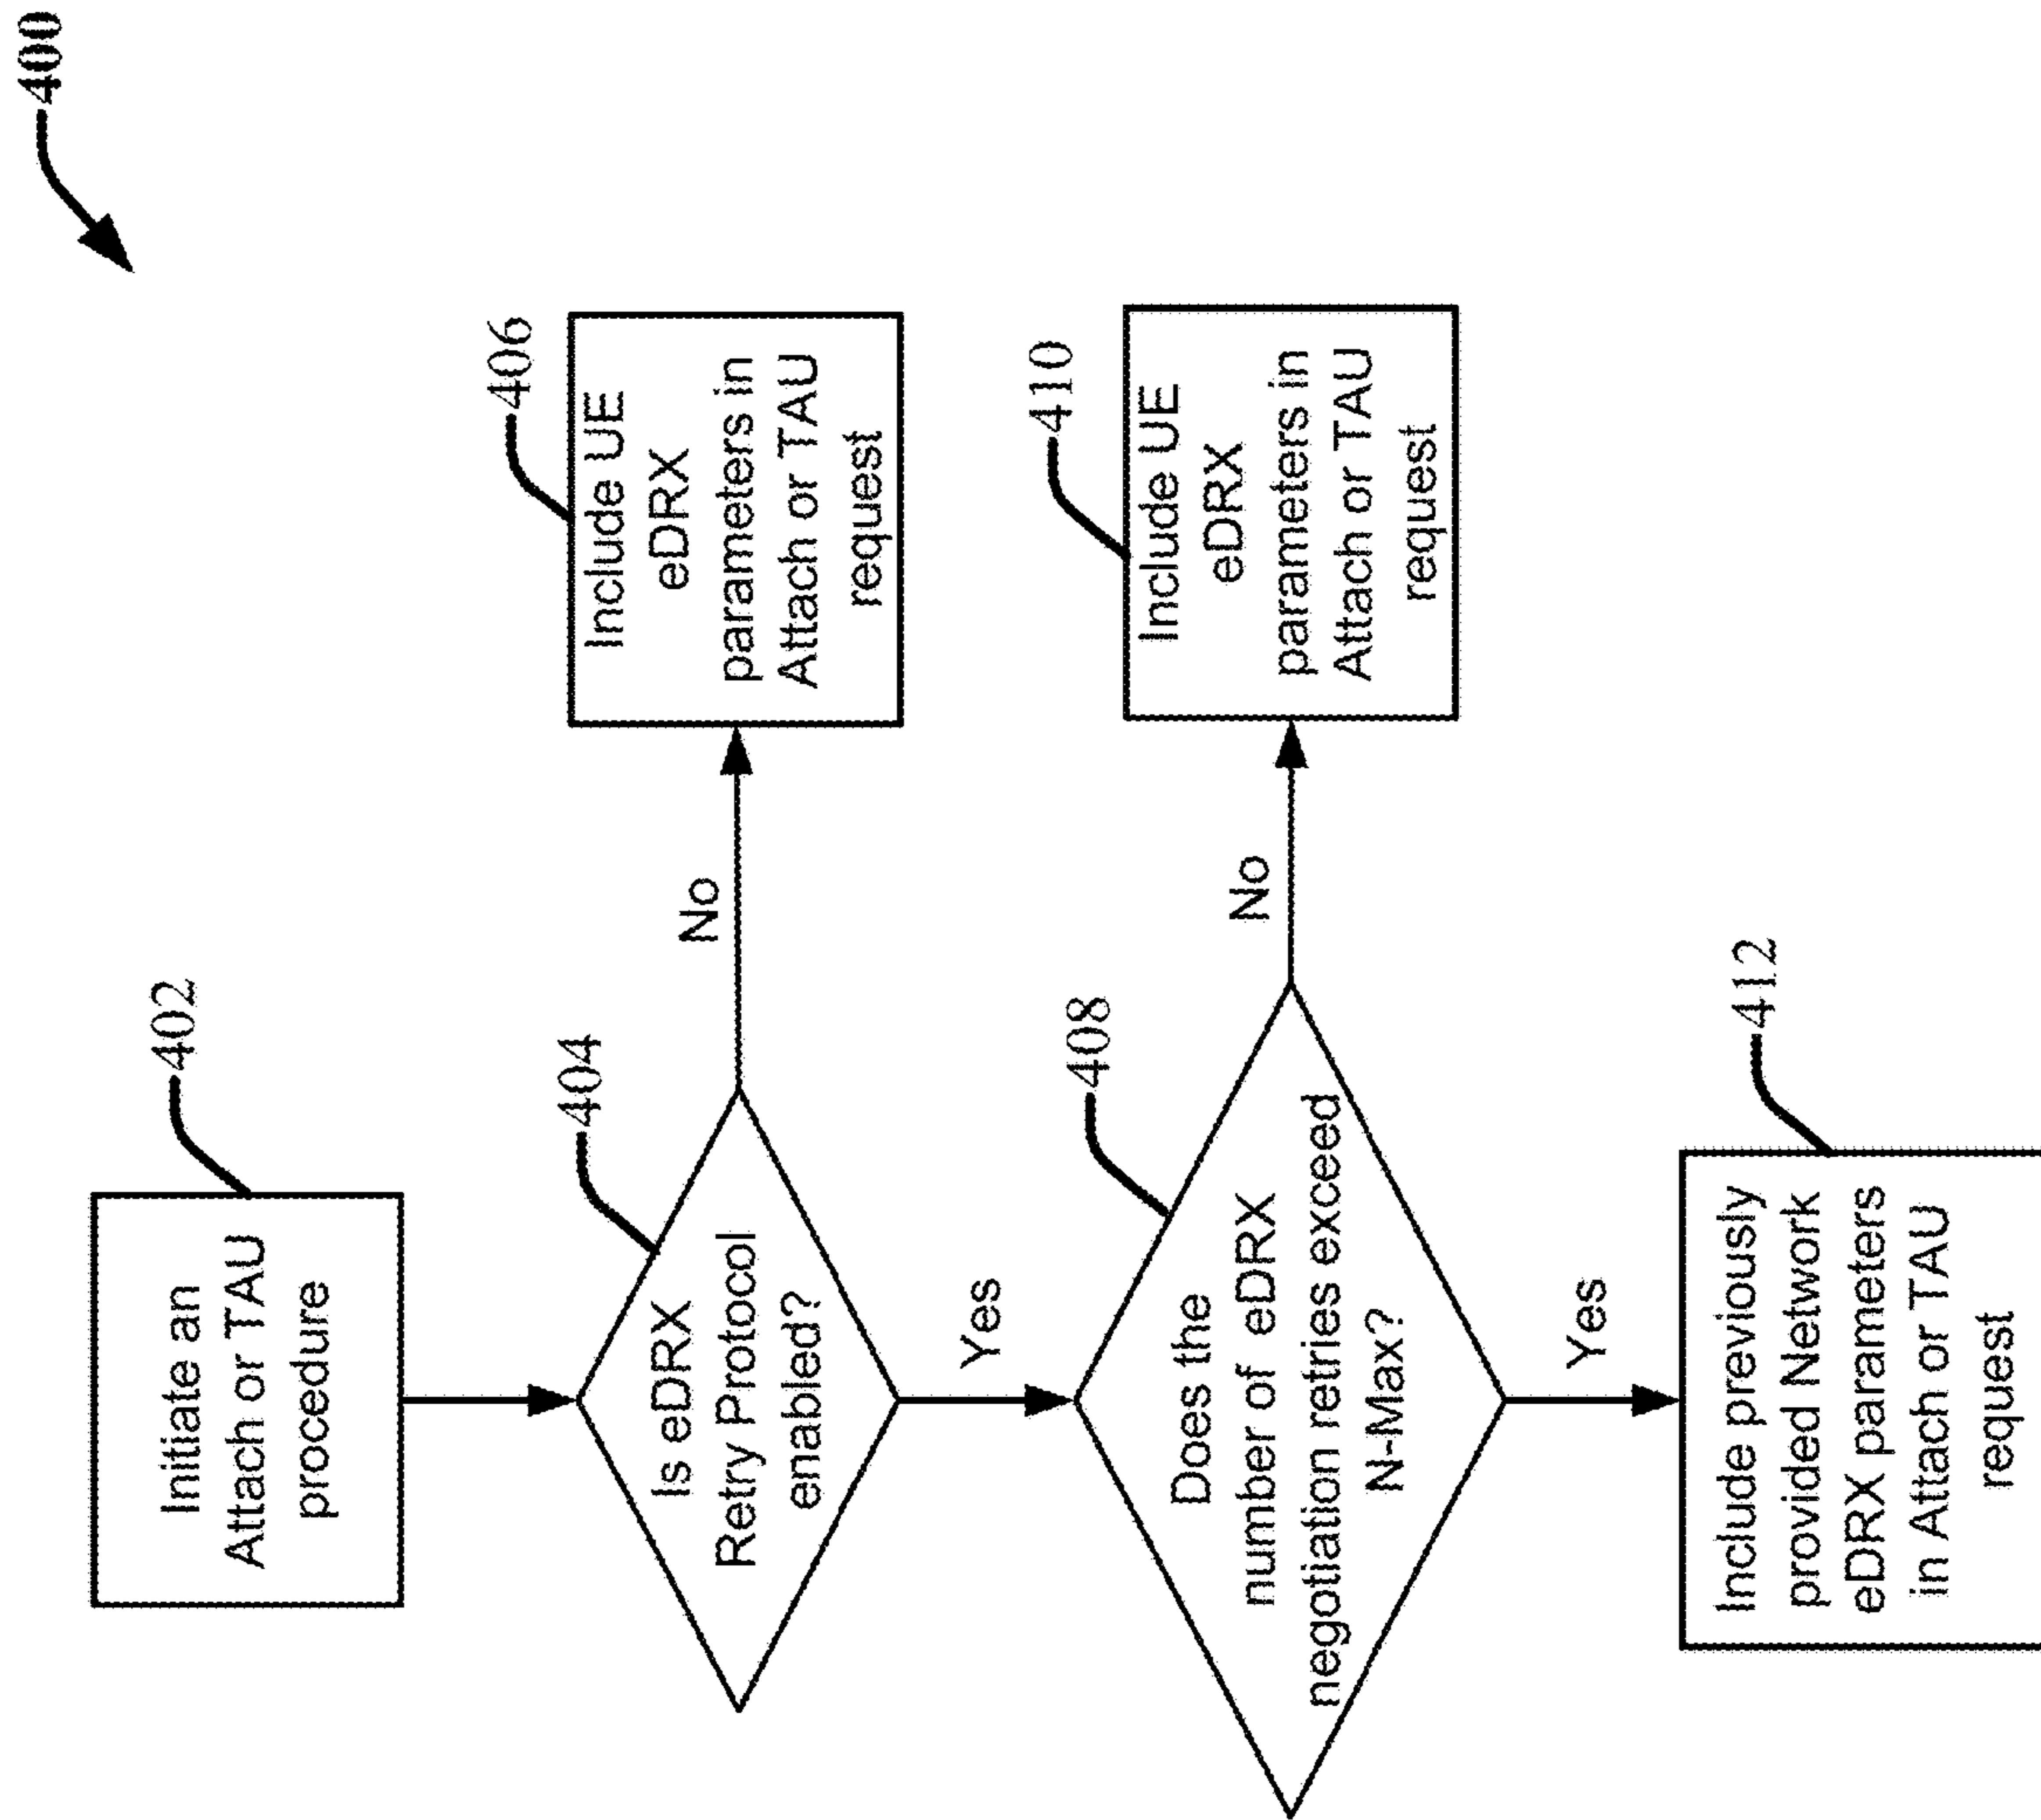 400
402
Initiate an
Attach or TAU
procedure
404
Is eDRX
Retry Protocol
enabled?
No
406
Include UE
eDRX
parameters in
Attach or TAU
request
Yes
408
Does the
number of eDRX
negotiation retries exceed
N-Max?
No
410
Include UE
eDRX
parameters in
Attach or TAU
request
Yes
412
Include previously
provided Network
eDRX parameters
in Attach or TAU
request